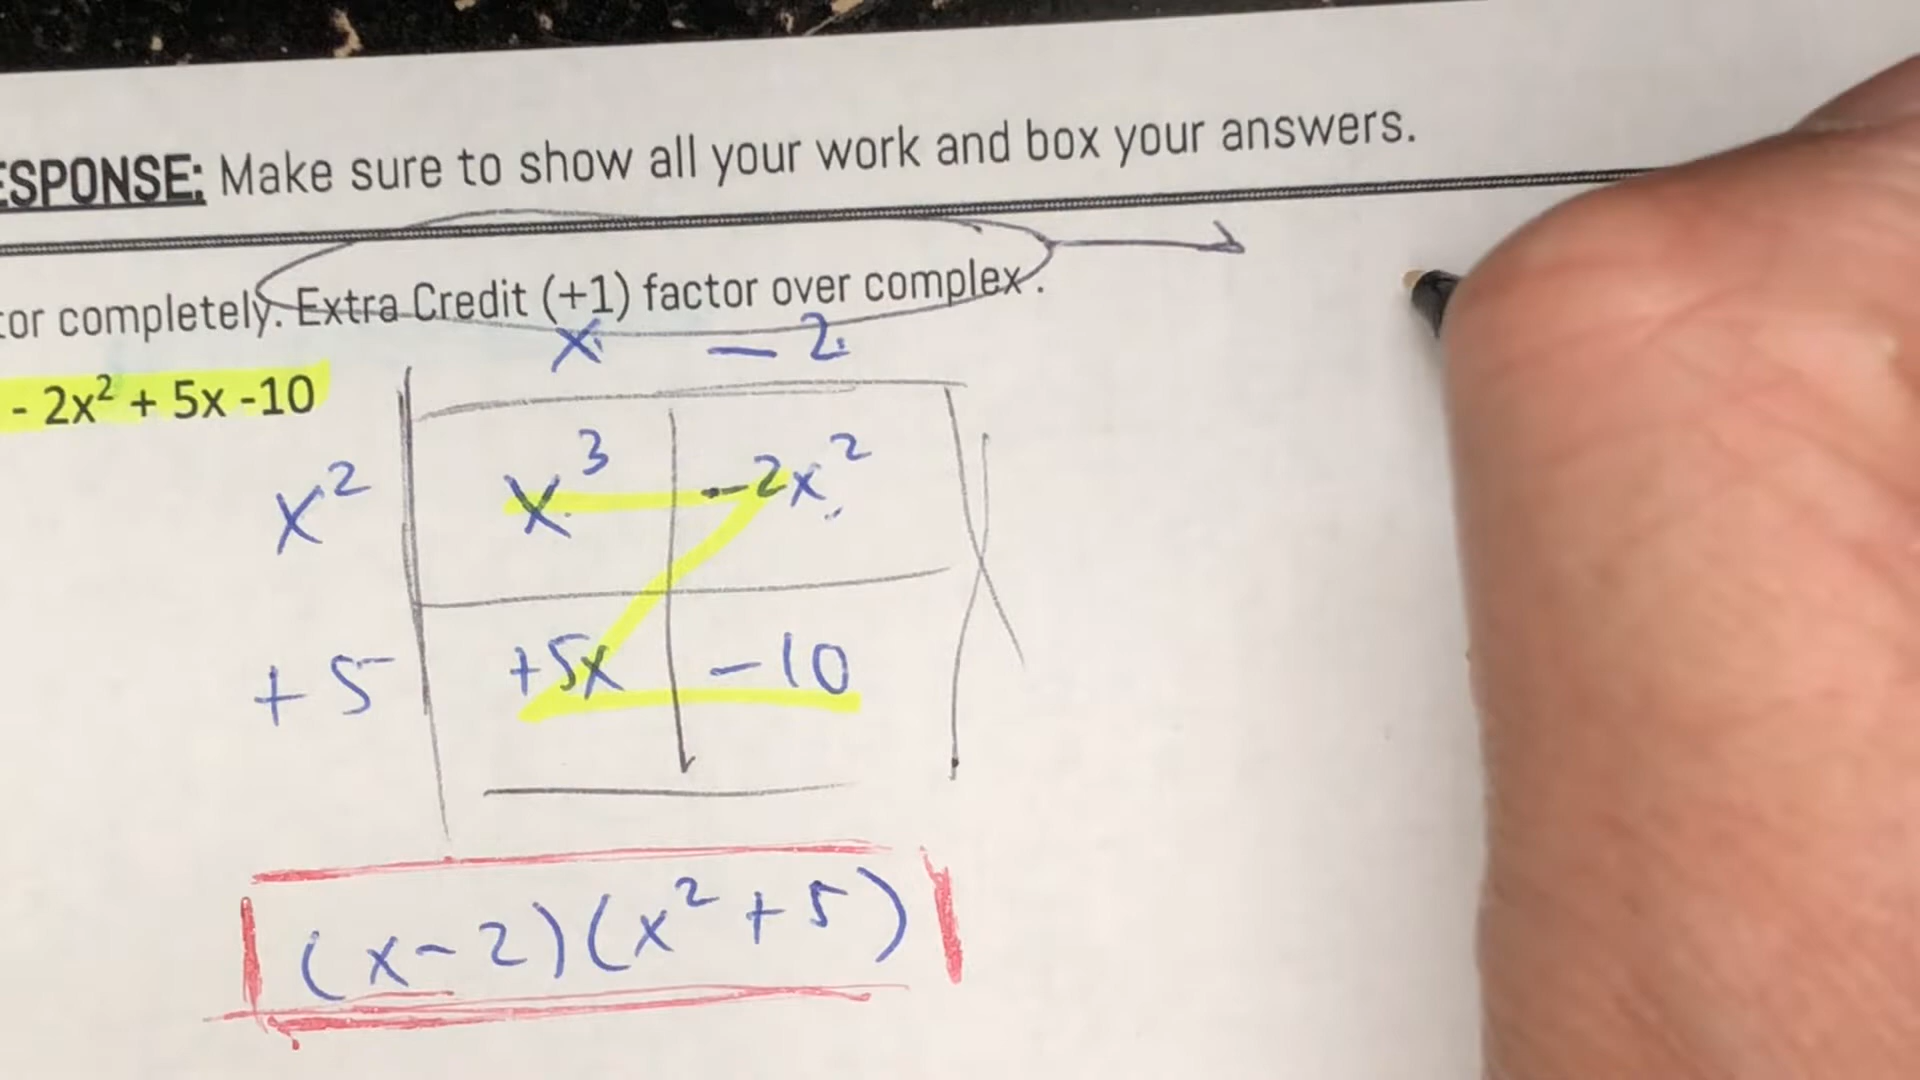 ESPONSE: Make sure to show all your work and box your answers.
tor completely. Extra Credit (+1) factor over complex.
x - 2
- 2x² + 5x -10
x² x³ -2x²
+5 +5x -10
(x-2)(x²+5)